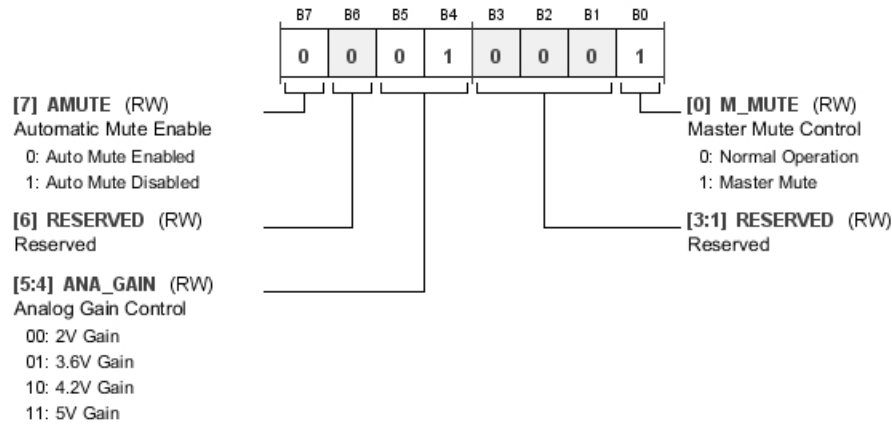 B7 B6 B5 B4 B3 B2 B1 B0
0 0 0 1 0 0 0 1
[7] AMUTE (RW)
Automatic Mute Enable
0: Auto Mute Enabled
1: Auto Mute Disabled
[6] RESERVED (RW)
Reserved
[5:4] ANA_GAIN (RW)
Analog Gain Control
00: 2V Gain
01: 3.6V Gain
10: 4.2V Gain
11: 5V Gain
[0] M_MUTE (RW)
Master Mute Control
0: Normal Operation
1: Master Mute
[3:1] RESERVED (RW)
Reserved